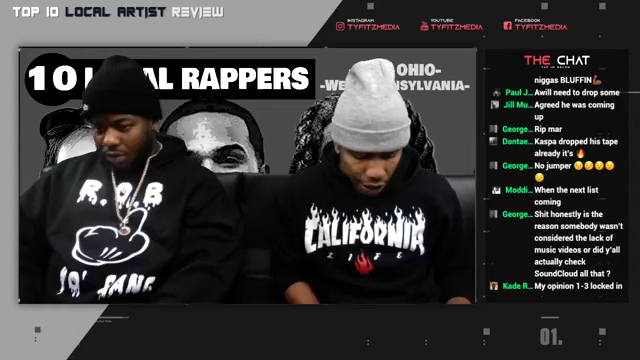 TOP 10 LOCAL ARTIST REVIEW
INSTAGRAM
TYFITZMEDIA
YOUTUBE
TYFITZMEDIA
FACEBOOK
TYFITZMEDIA
10 L AL RAPPERS
OHIO-
-WE NSYLVANIA-
R.O.B
CALIFORNIA
LIFE
THE CHAT
niggas BLUFFIN💪🏾
Paul J... Awill need to drop some
Jill Mu... Agreed he was coming
up
George... Rip mar
Dontae... Kaspa dropped his tape
already it's 🔥
George... No jumper
Moddi... When the next list
coming
George... Shit honestly is the
reason somebody wasn't
considered the lack of
music videos or did y'all
actually check
SoundCloud all that ?
Kade R... My opinion 1-3 locked in
01.